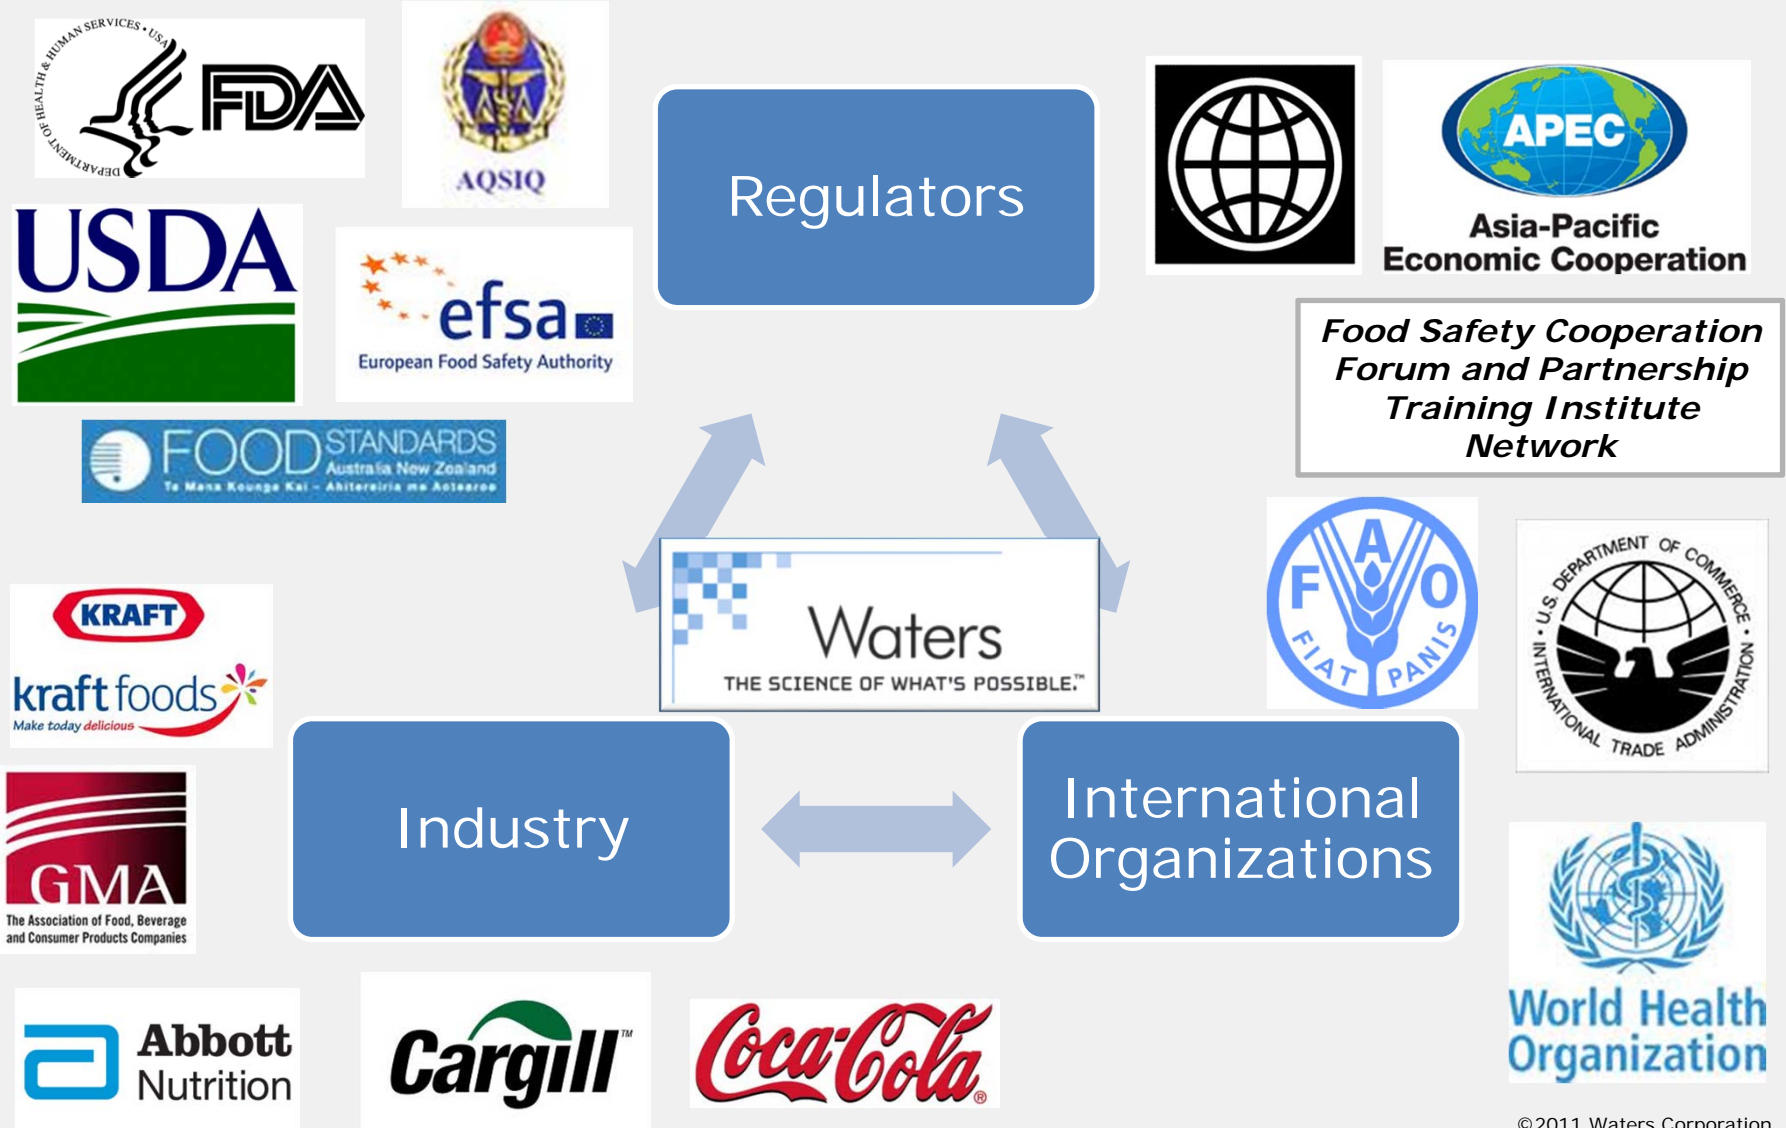 DEPARTMENT OF HEALTH & HUMAN SERVICES • USA
FDA
AQSIQ
USDA
efsa
European Food Safety Authority
FOOD STANDARDS
Australia New Zealand
Te Mana Kounga Kai – Ahitereiria me Aotearoa
Regulators
APEC
Asia-Pacific
Economic Cooperation
Food Safety Cooperation
Forum and Partnership
Training Institute
Network
FAO
FIAT PANIS
U.S. DEPARTMENT OF COMMERCE •
INTERNATIONAL TRADE ADMINISTRATION •
Waters
THE SCIENCE OF WHAT'S POSSIBLE.™
KRAFT
kraft foods
Make today delicious
GMA
The Association of Food, Beverage
and Consumer Products Companies
Industry
International
Organizations
World Health
Organization
Abbott
Nutrition
Cargill™
Coca-Cola®
©2011 Waters Corporation